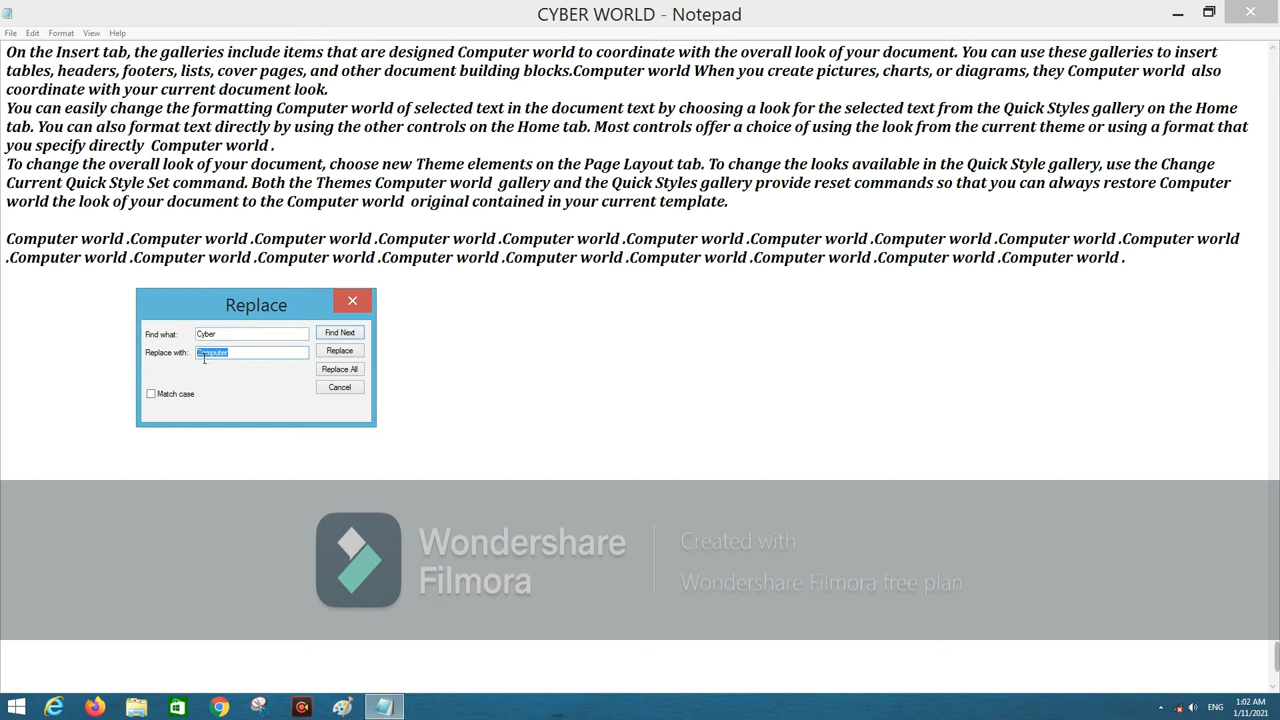 CYBER WORLD - Notepad
File Edit Format View Help
On the Insert tab, the galleries include items that are designed Computer world to coordinate with the overall look of your document. You can use these galleries to insert
tables, headers, footers, lists, cover pages, and other document building blocks.Computer world When you create pictures, charts, or diagrams, they Computer world  also
coordinate with your current document look.
You can easily change the formatting Computer world of selected text in the document text by choosing a look for the selected text from the Quick Styles gallery on the Home
tab. You can also format text directly by using the other controls on the Home tab. Most controls offer a choice of using the look from the current theme or using a format that
you specify directly  Computer world .
To change the overall look of your document, choose new Theme elements on the Page Layout tab. To change the looks available in the Quick Style gallery, use the Change
Current Quick Style Set command. Both the Themes Computer world  gallery and the Quick Styles gallery provide reset commands so that you can always restore Computer
world the look of your document to the Computer world  original contained in your current template.
Computer world .Computer world .Computer world .Computer world .Computer world .Computer world .Computer world .Computer world .Computer world .Computer world
.Computer world .Computer world .Computer world .Computer world .Computer world .Computer world .Computer world .Computer world .Computer world .
Replace
Find what: Cyber Find Next
Replace with: Computer Replace
Replace All
Cancel
Match case
Wondershare Filmora
Created with
Wondershare Filmora free plan
ENG
1:02 AM
1/11/2021